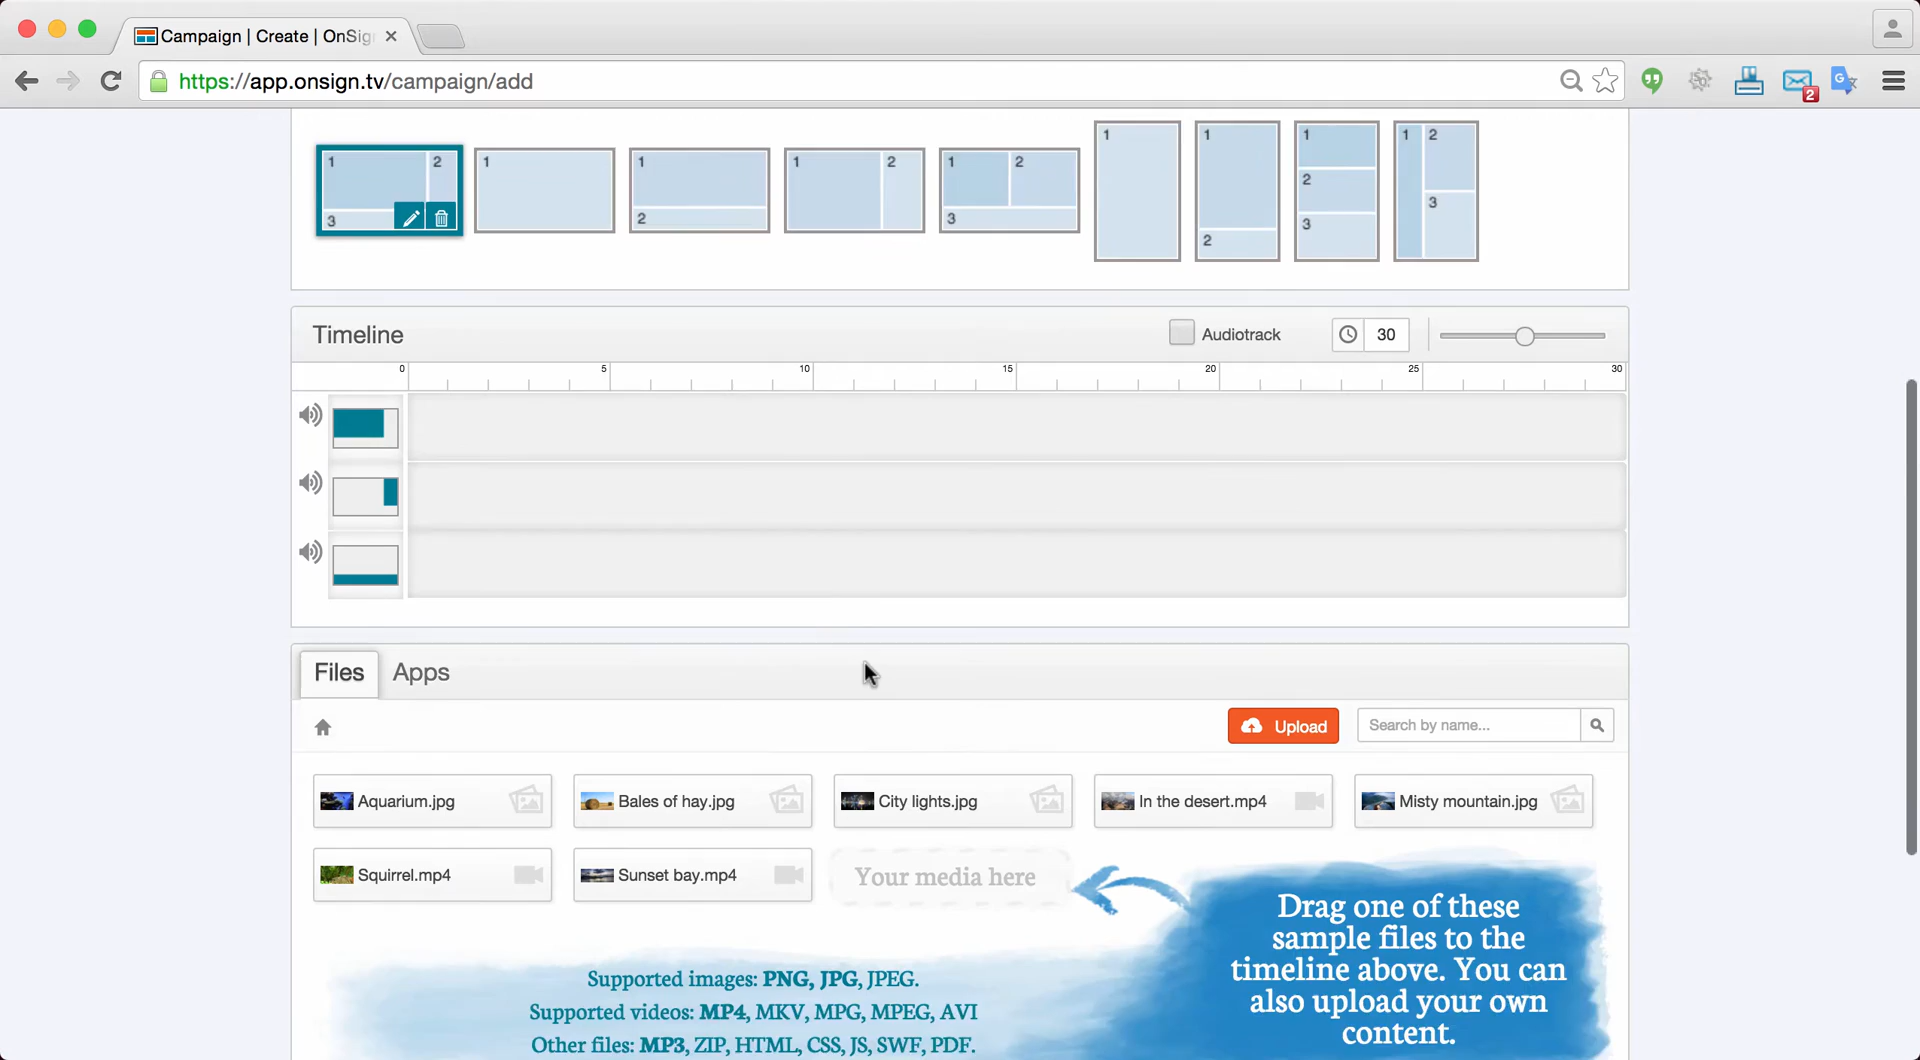 Campaign | Create | OnSig
https://app.onsign.tv/campaign/add
2
1 2 3
1
1 2
1 2
1 2 3
1
1 2
1 2 3
1 2 3
Timeline
Audiotrack
30
0 5 10 15 20 25 30
Files
Apps
Upload
Search by name...
Aquarium.jpg
Bales of hay.jpg
City lights.jpg
In the desert.mp4
Misty mountain.jpg
Squirrel.mp4
Sunset bay.mp4
Your media here
Drag one of these
sample files to the
timeline above. You can
also upload your own
content.
Supported images: PNG, JPG, JPEG.
Supported videos: MP4, MKV, MPG, MPEG, AVI
Other files: MP3, ZIP, HTML, CSS, JS, SWF, PDF.